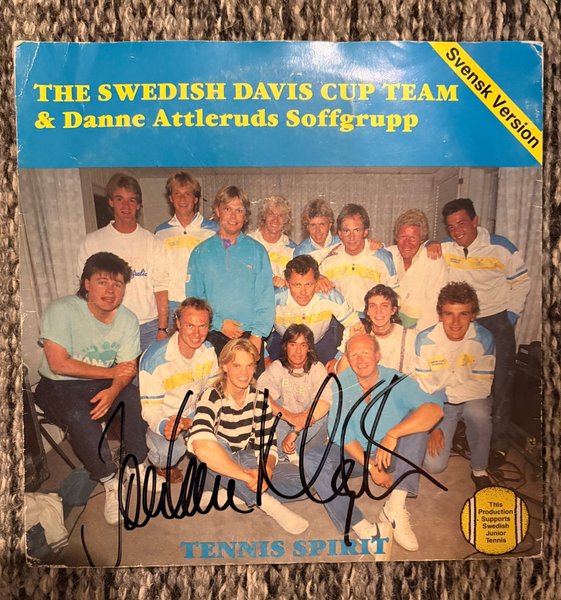 THE SWEDISH DAVIS CUP TEAM
& Danne Attleruds Soffgrupp
Svensk Version
TENNIS SPIRIT
This
Production
Supports
Swedish
Junior
Tennis